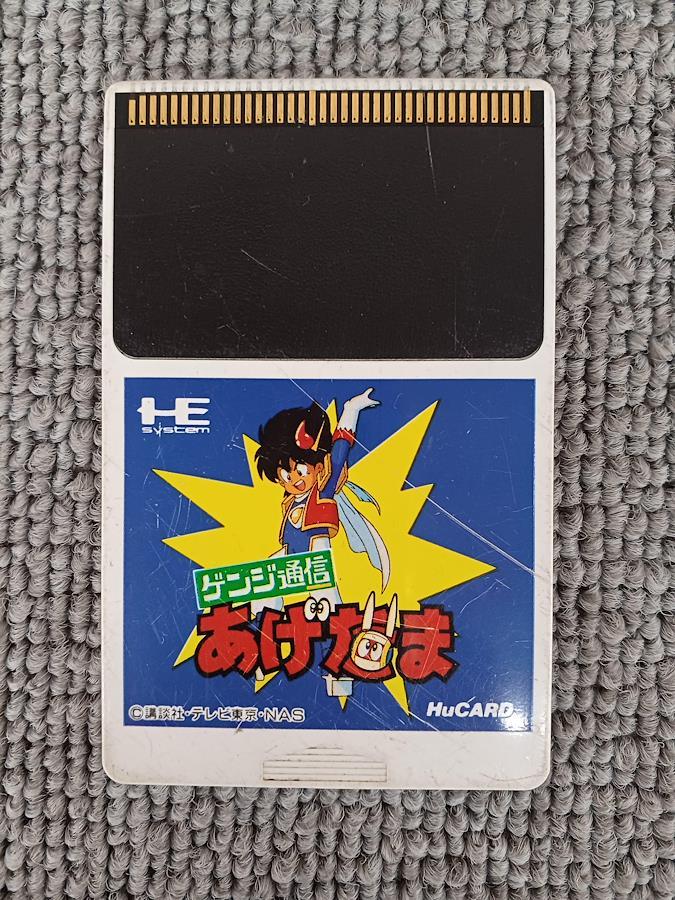 HE
system
ゲンジ通信
あげだま
©講談社・テレビ東京・NAS
HuCARD